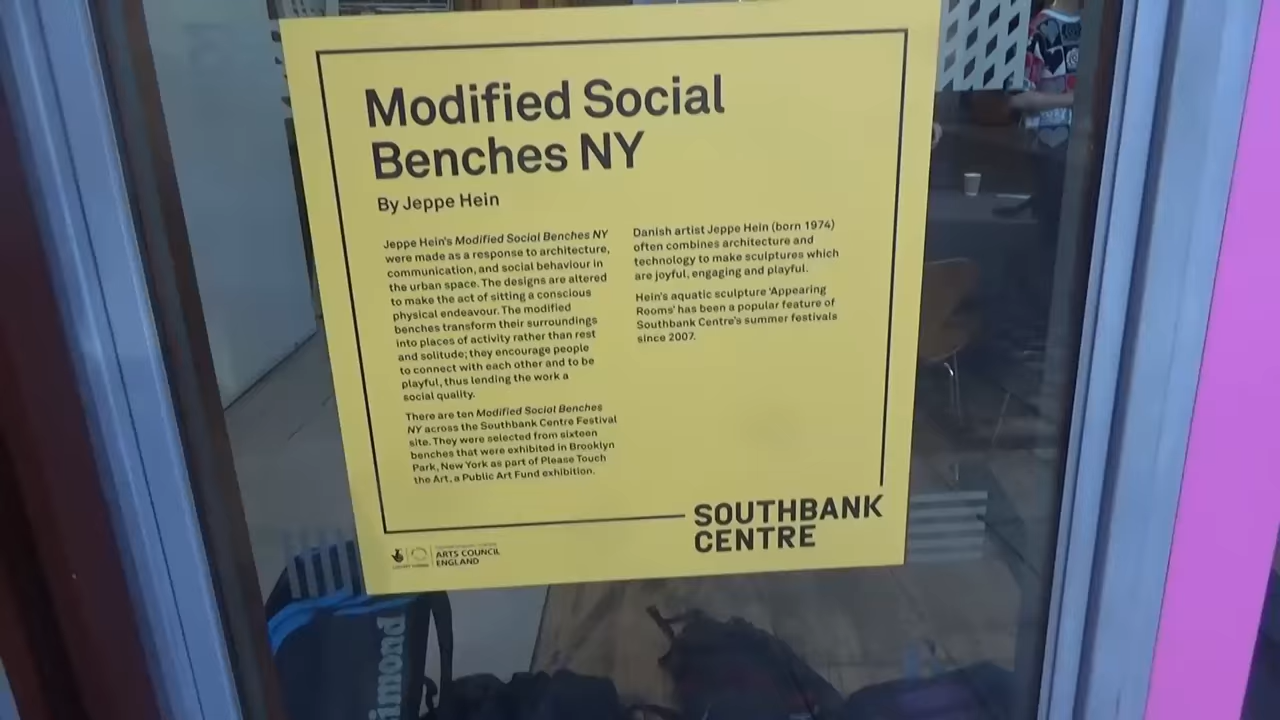 Modified Social
Benches NY
By Jeppe Hein
Jeppe Hein's Modified Social Benches NY
were made as a response to architecture,
communication, and social behaviour in
the urban space. The designs are altered
to make the act of sitting a conscious
physical endeavour. The modified
benches transform their surroundings
into places of activity rather than rest
and solitude; they encourage people
to connect with each other and to be
playful, thus lending the work a
social quality.
There are ten Modified Social Benches
NY across the Southbank Centre Festival
site. They were selected from sixteen
benches that were exhibited in Brooklyn
Park, New York as part of Please Touch
the Art, a Public Art Fund exhibition.
Danish artist Jeppe Hein (born 1974)
often combines architecture and
technology to make sculptures which
are joyful, engaging and playful.
Hein's aquatic sculpture 'Appearing
Rooms' has been a popular feature of
Southbank Centre's summer festivals
since 2007.
SOUTHBANK
CENTRE
ARTS COUNCIL
ENGLAND
imond